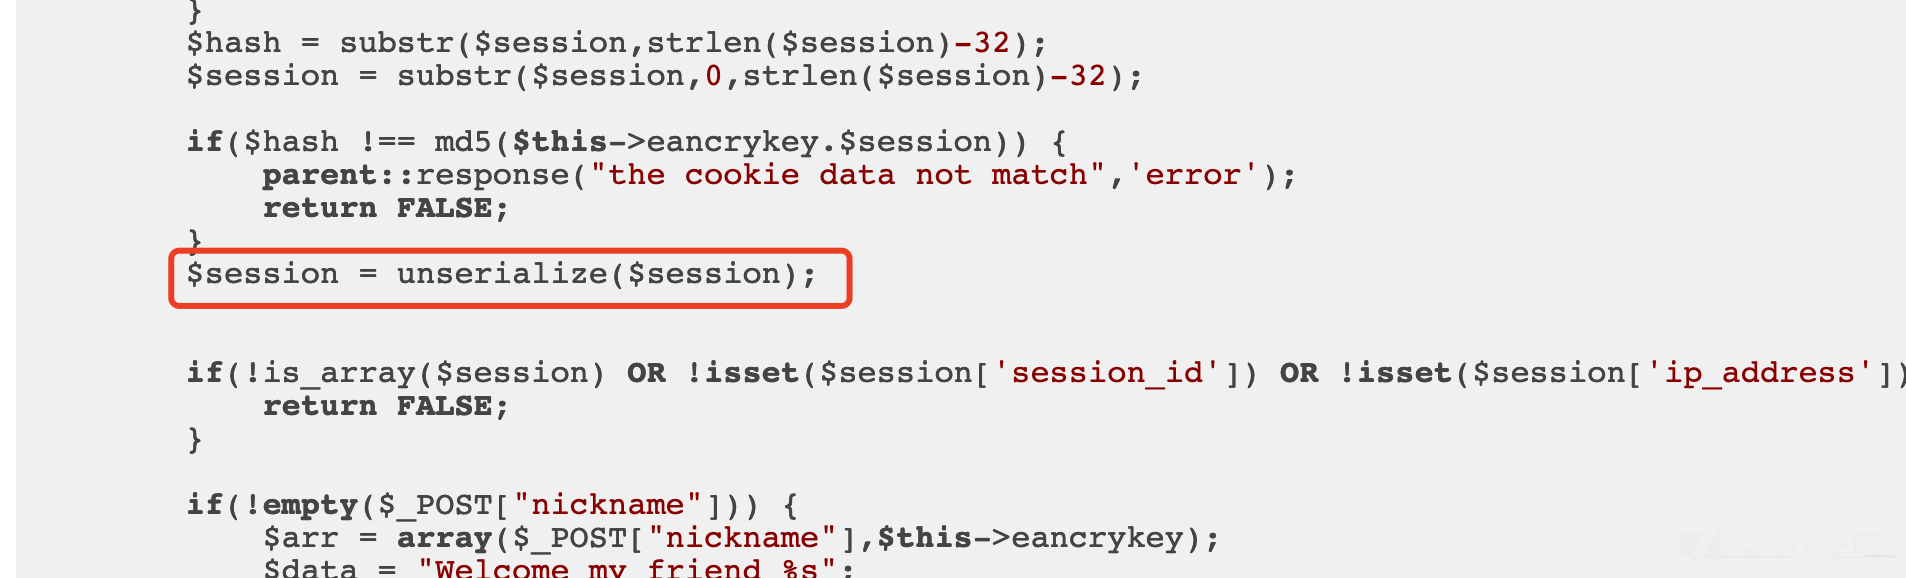 }
$hash = substr($session,strlen($session)-32);
$session = substr($session,0,strlen($session)-32);
if($hash !== md5($this->eancrykey.$session)) {
parent::response("the cookie data not match",'error');
return FALSE;
}
$session = unserialize($session);
if(!is_array($session) OR !isset($session['session_id']) OR !isset($session['ip_address'])
return FALSE;
}
if(!empty($_POST["nickname"])) {
$arr = array($_POST["nickname"],$this->eancrykey);
$data = "Welcome my friend %s";